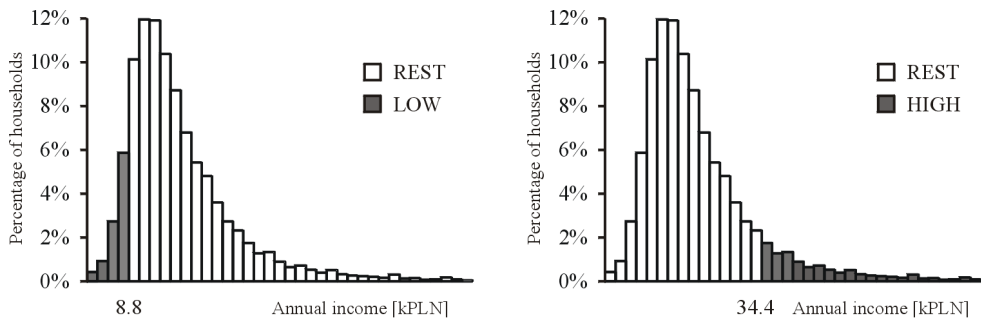 Percentage of households
12%
10%
8%
6%
4%
2%
0%
REST
LOW
8.8
Annual income [kPLN]
Percentage of households
12%
10%
8%
6%
4%
2%
0%
REST
HIGH
34.4
Annual income [kPLN]